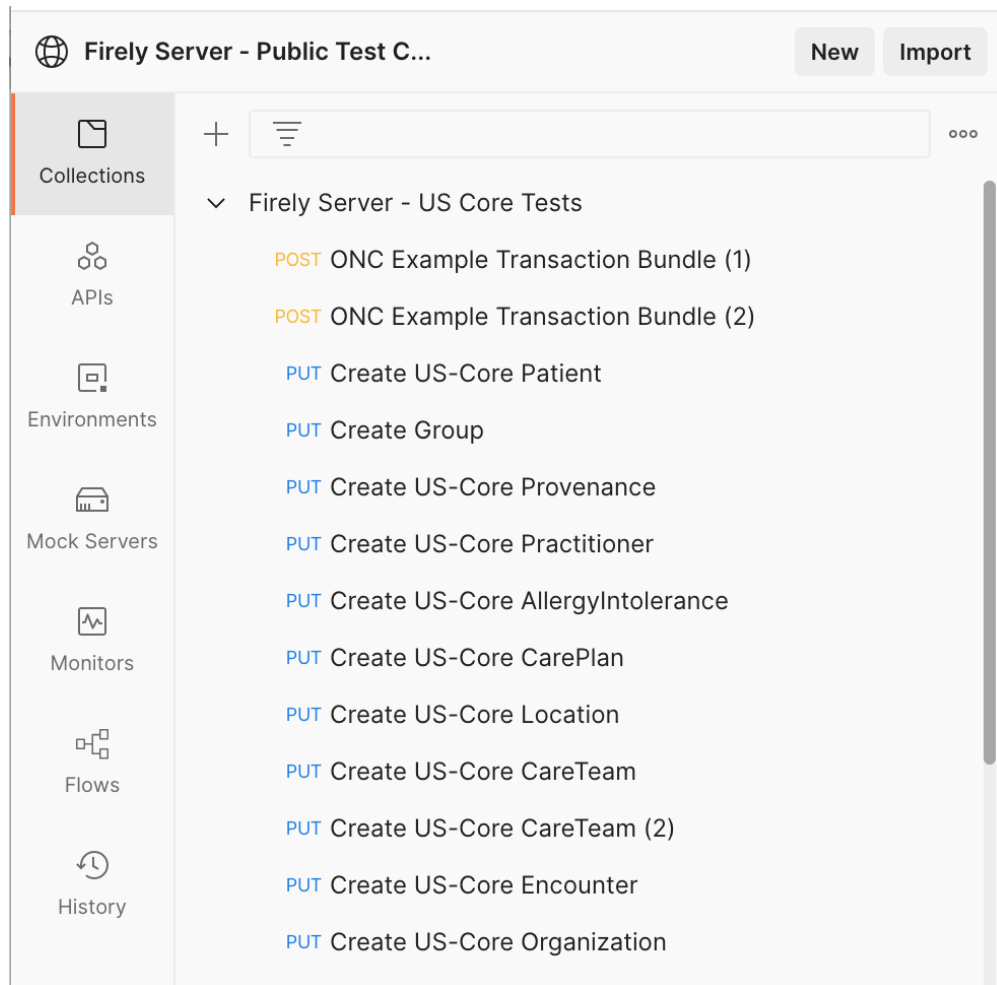 Firely Server - Public Test C...
New
Import
Collections
APIs
Environments
Mock Servers
Monitors
Flows
History
Firely Server - US Core Tests
POST ONC Example Transaction Bundle (1)
POST ONC Example Transaction Bundle (2)
PUT Create US-Core Patient
PUT Create Group
PUT Create US-Core Provenance
PUT Create US-Core Practitioner
PUT Create US-Core AllergyIntolerance
PUT Create US-Core CarePlan
PUT Create US-Core Location
PUT Create US-Core CareTeam
PUT Create US-Core CareTeam (2)
PUT Create US-Core Encounter
PUT Create US-Core Organization